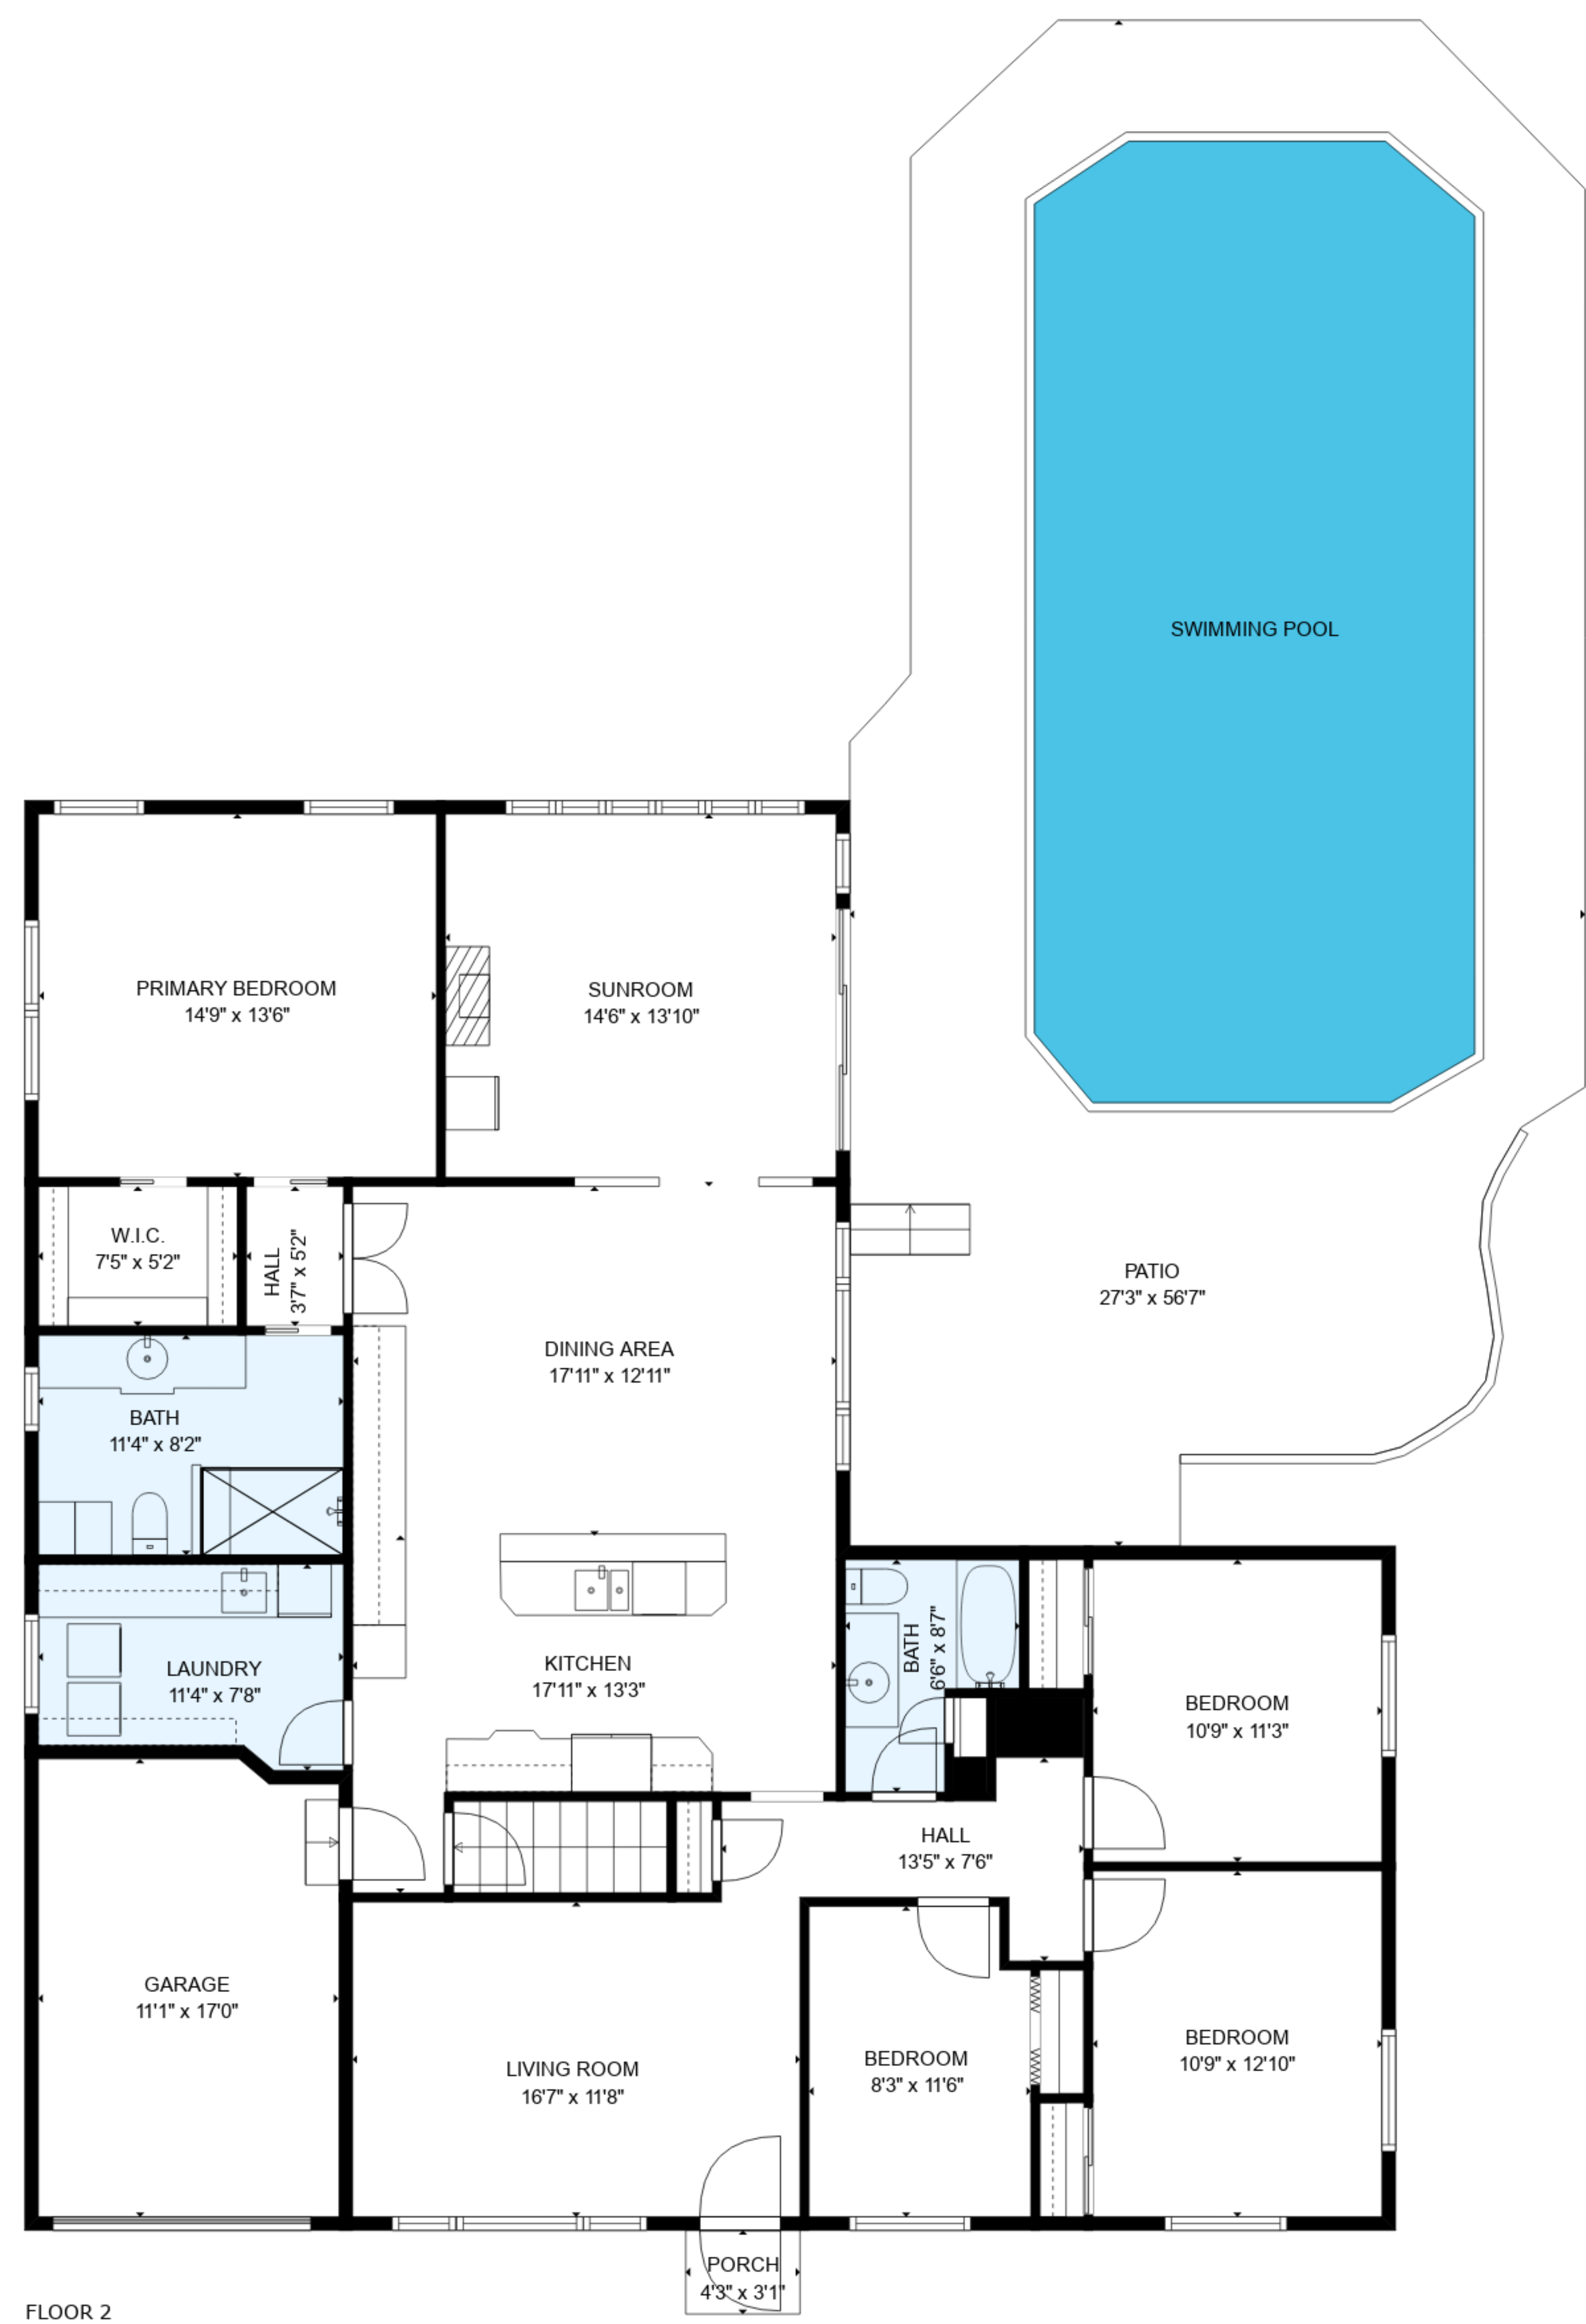 SWIMMING POOL
PRIMARY BEDROOM
14'9" x 13'6"
SUNROOM
14'6" x 13'10"
W.I.C.
7'5" x 5'2"
HALL
3'7" x 5'2"
PATIO
27'3" x 56'7"
DINING AREA
17'11" x 12'11"
BATH
11'4" x 8'2"
LAUNDRY
11'4" x 7'8"
KITCHEN
17'11" x 13'3"
BATH
6'6" x 8'7"
BEDROOM
10'9" x 11'3"
HALL
13'5" x 7'6"
GARAGE
11'1" x 17'0"
LIVING ROOM
16'7" x 11'8"
BEDROOM
8'3" x 11'6"
BEDROOM
10'9" x 12'10"
PORCH
4'3" x 3'1"
FLOOR 2